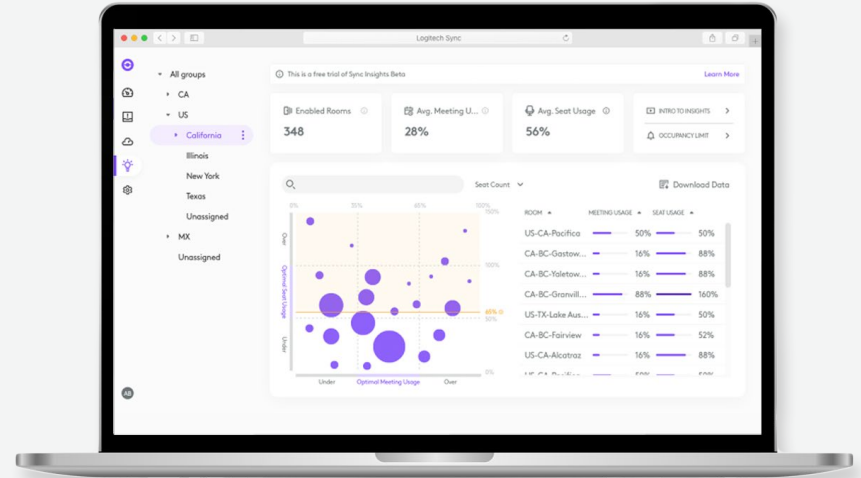 Logitech Sync
All groups
CA
US
California
Illinois
New York
Texas
Unassigned
MX
Unassigned
AB
This is a free trial of Sync Insights Beta
Learn More
Enabled Rooms
348
Avg. Meeting U...
28%
Avg. Seat Usage
56%
INTRO TO INSIGHTS
OCCUPANCY LIMIT
Seat Count
Download Data
0% 35% 65% 100%
150%
100%
65%
50%
0%
Over
Optimal Seat Usage
Under
Under Optimal Meeting Usage Over
ROOM MEETING USAGE SEAT USAGE
US-CA-Pacifica 50% 50%
CA-BC-Gastow... 16% 88%
CA-BC-Yaletow... 16% 88%
CA-BC-Granvill... 88% 160%
US-TX-Lake Aus... 16% 50%
CA-BC-Fairview 16% 52%
US-CA-Alcatraz 16% 88%